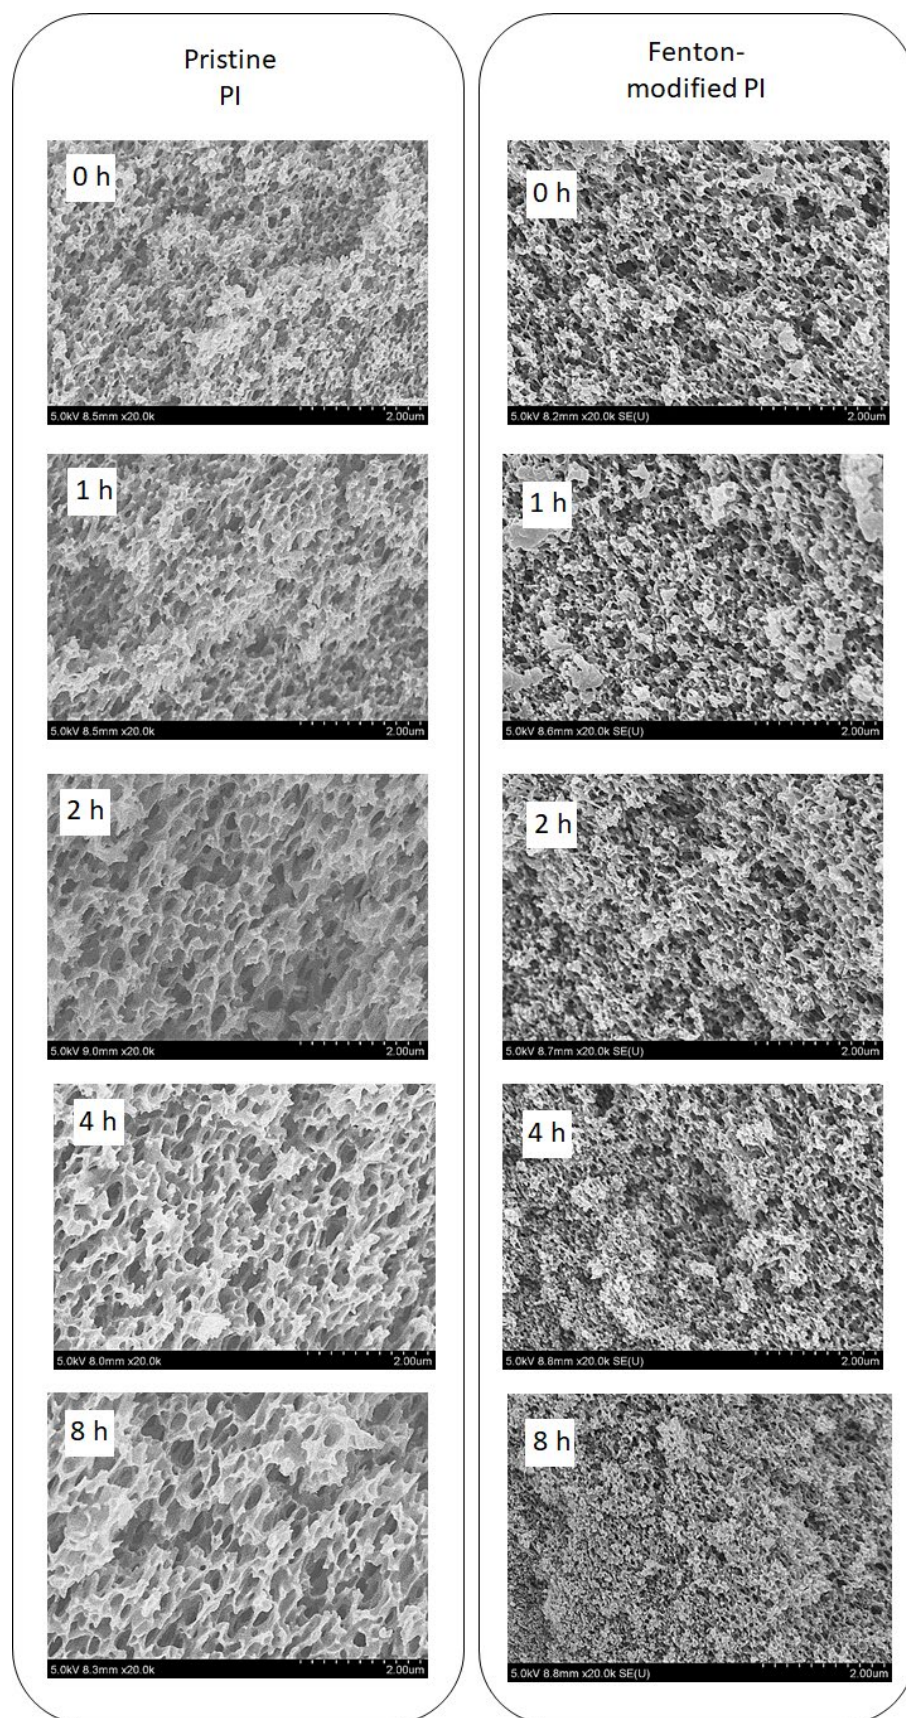 Pristine
PI
0 h
5.0kV 8.5mm x20.0k 2.00um
1 h
5.0kV 8.5mm x20.0k 2.00um
2 h
5.0kV 9.0mm x20.0k 2.00um
4 h
5.0kV 8.0mm x20.0k 2.00um
8 h
5.0kV 8.3mm x20.0k 2.00um
Fenton-
modified PI
0 h
5.0kV 8.2mm x20.0k SE(U) 2.00um
1 h
5.0kV 8.6mm x20.0k SE(U) 2.00um
2 h
5.0kV 8.7mm x20.0k SE(U) 2.00um
4 h
5.0kV 8.8mm x20.0k SE(U) 2.00um
8 h
5.0kV 8.8mm x20.0k SE(U) 2.00um